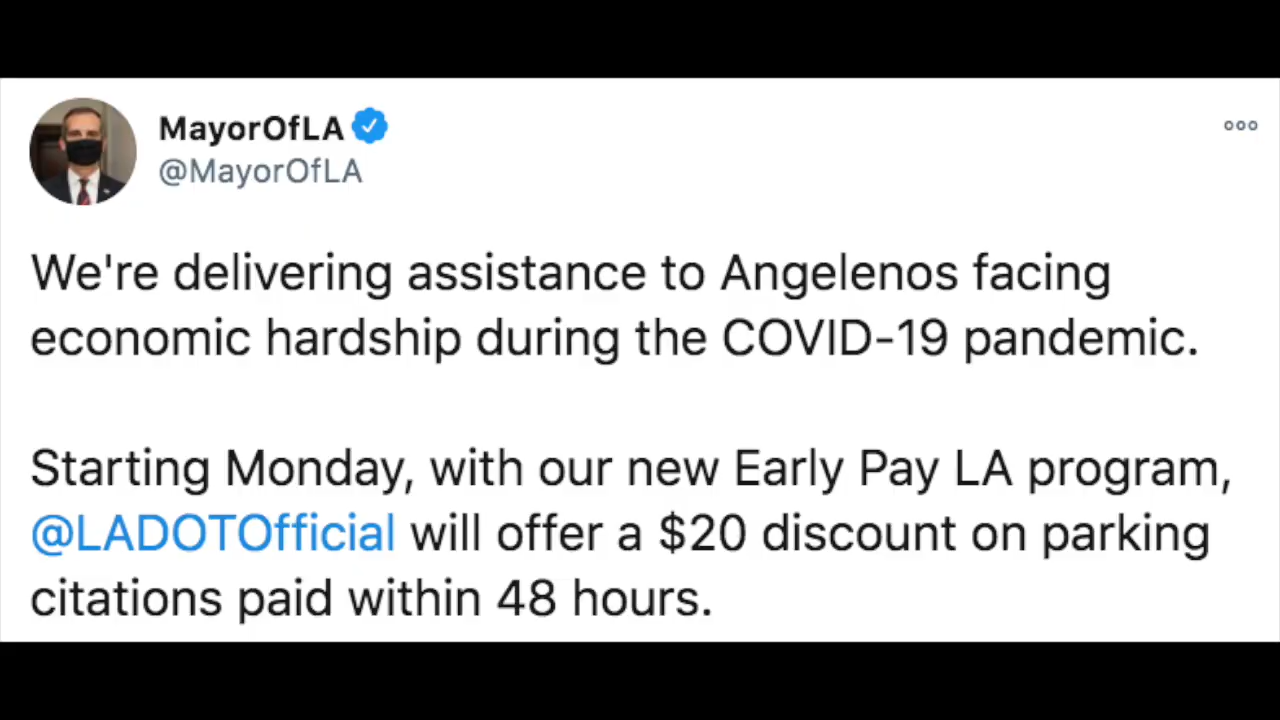 MayorOfLA
@MayorOfLA
We're delivering assistance to Angelenos facing
economic hardship during the COVID-19 pandemic.
Starting Monday, with our new Early Pay LA program,
@LADOTOfficial will offer a $20 discount on parking
citations paid within 48 hours.